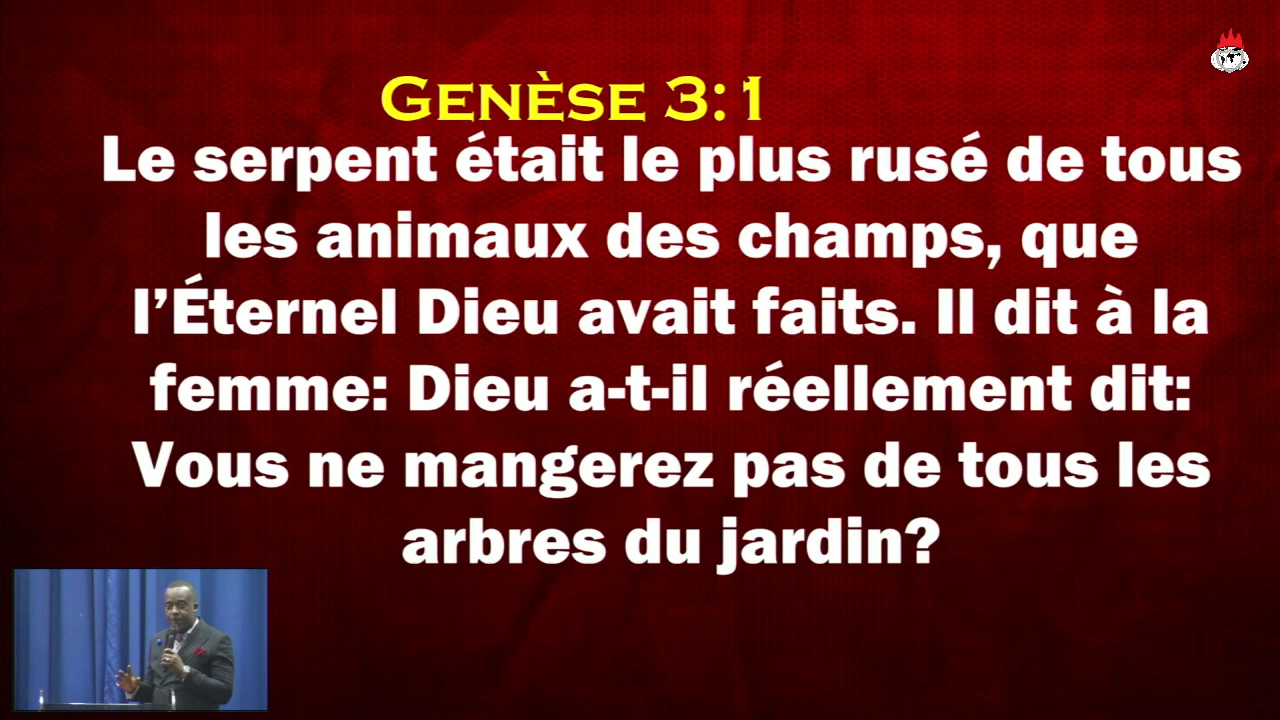 Genèse 3:1
Le serpent était le plus rusé de tous
les animaux des champs, que
l’Éternel Dieu avait faits. Il dit à la
femme: Dieu a-t-il réellement dit:
Vous ne mangerez pas de tous les
arbres du jardin?